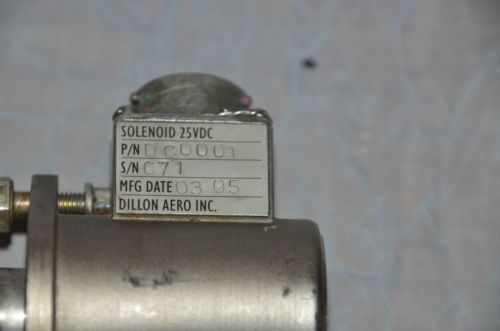 SOLENOID 25VDC
P/N DC0001
S/N C71
MFG DATE 03 05
DILLON AERO INC.